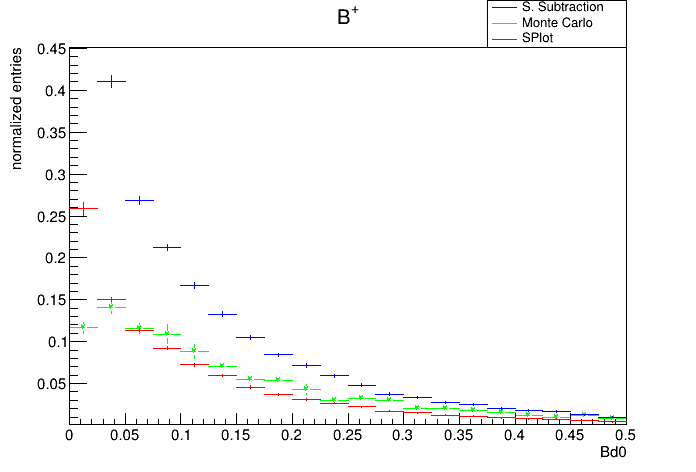 B+
S. Subtraction
Monte Carlo
SPlot
normalized entries
0.45
0.4
0.35
0.3
0.25
0.2
0.15
0.1
0.05
0 0.05 0.1 0.15 0.2 0.25 0.3 0.35 0.4 0.45 0.5
Bd0